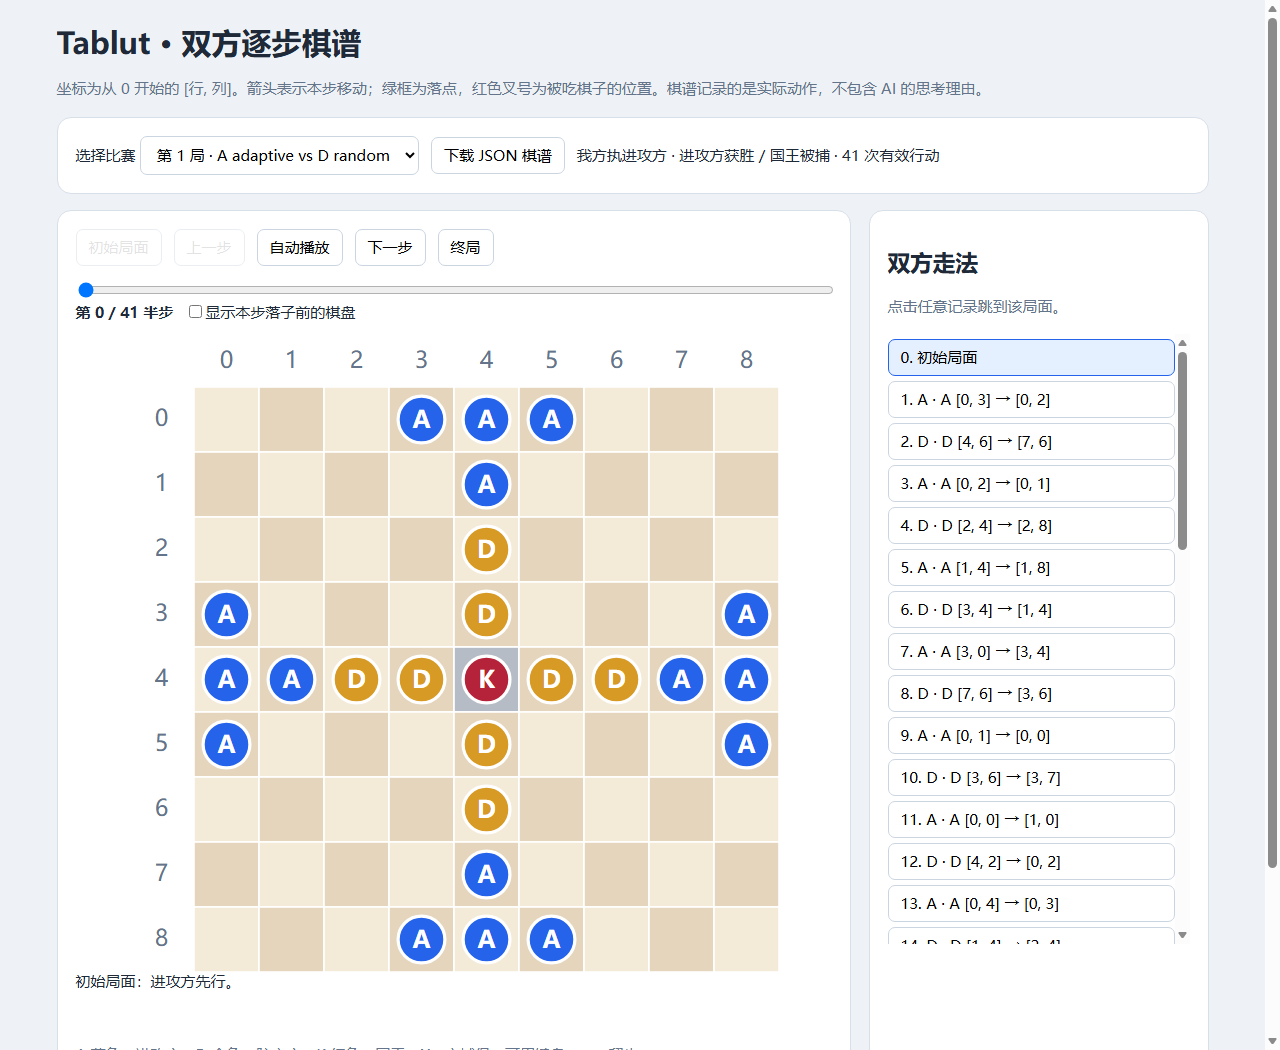 Tablut • 双方逐步棋谱
坐标为从 0 开始的 [行, 列]。箭头表示本步移动；绿框为落点，红色叉号为被吃棋子的位置。棋谱记录的是实际动作，不包含 AI 的思考理由。
选择比赛 第 1 局 · A adaptive vs D random 下载 JSON 棋谱 我方执进攻方 · 进攻方获胜 / 国王被捕 · 41 次有效行动
初始局面 上一步 自动播放 下一步 终局
第 0 / 41 半步 显示本步落子前的棋盘
0 1 2 3 4 5 6 7 8
0 A A A
1 A
2 D
3 A D A
4 A A D D K D D A A
5 A D A
6 D
7 A
8 A A A
初始局面：进攻方先行。
双方走法
点击任意记录跳到该局面。
0. 初始局面
1. A · A [0, 3] → [0, 2]
2. D · D [4, 6] → [7, 6]
3. A · A [0, 2] → [0, 1]
4. D · D [2, 4] → [2, 8]
5. A · A [1, 4] → [1, 8]
6. D · D [3, 4] → [1, 4]
7. A · A [3, 0] → [3, 4]
8. D · D [7, 6] → [3, 6]
9. A · A [0, 1] → [0, 0]
10. D · D [3, 6] → [3, 7]
11. A · A [0, 0] → [1, 0]
12. D · D [4, 2] → [0, 2]
13. A · A [0, 4] → [0, 3]